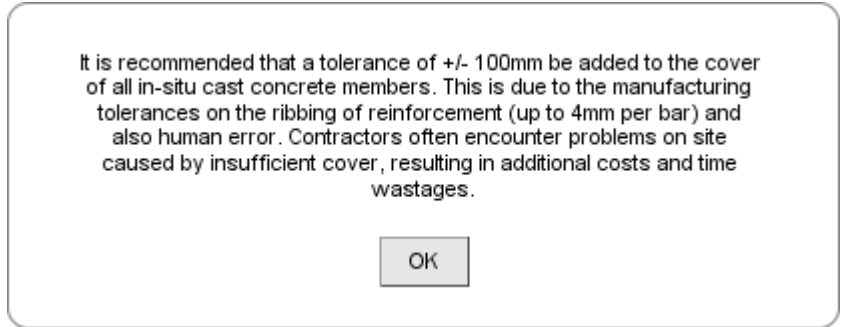 It is recommended that a tolerance of +/- 100mm be added to the cover
of all in-situ cast concrete members. This is due to the manufacturing
tolerances on the ribbing of reinforcement (up to 4mm per bar) and
also human error. Contractors often encounter problems on site
caused by insufficient cover, resulting in additional costs and time
wastages.
OK